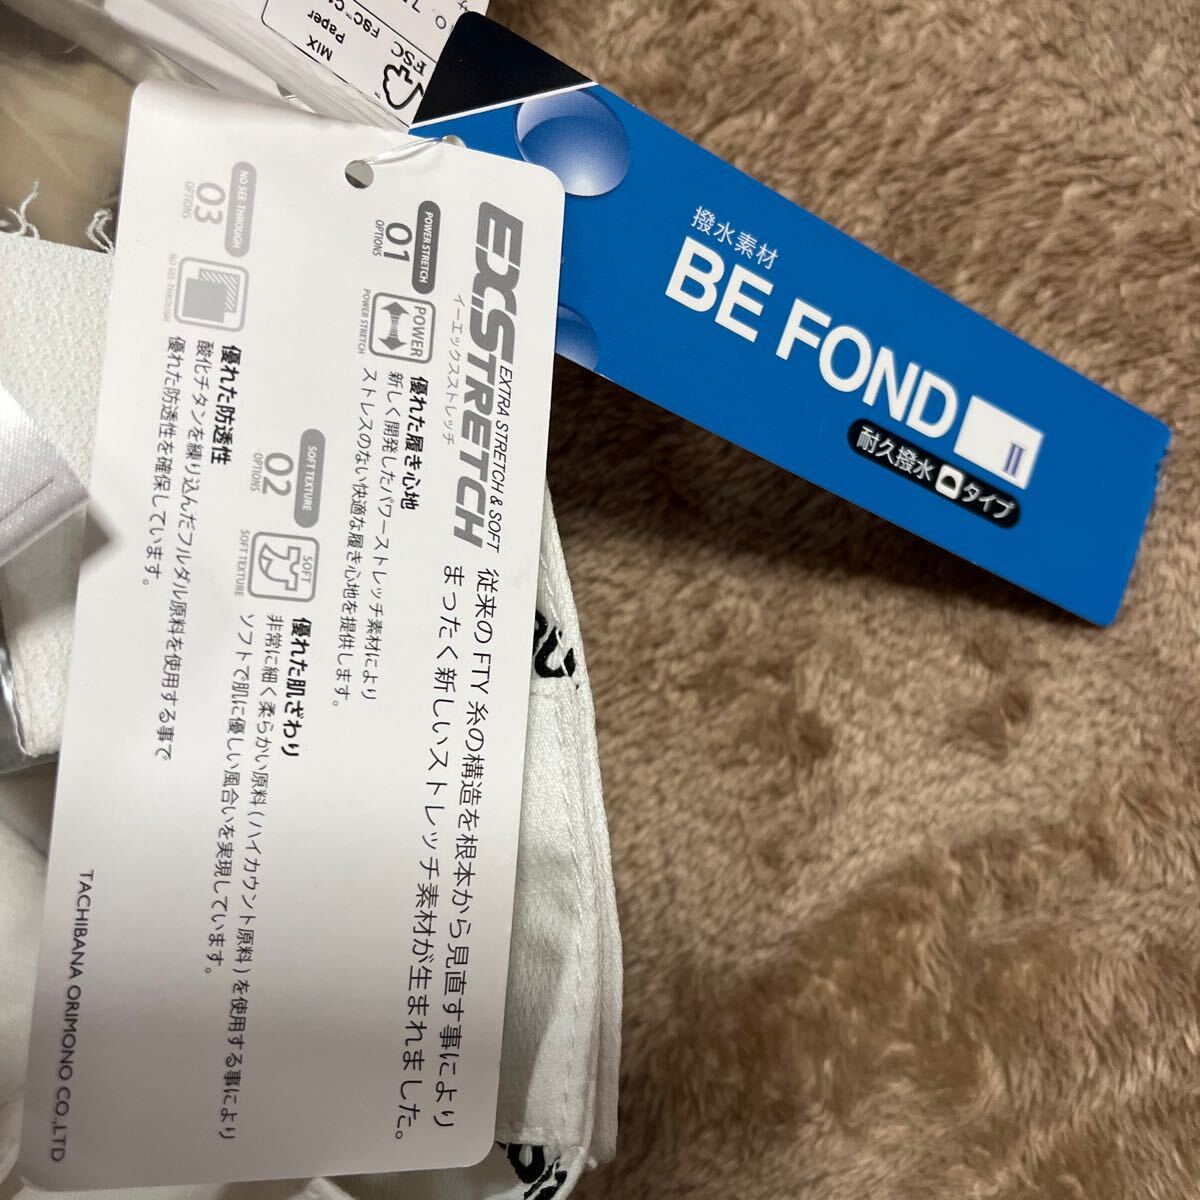 MIX
Paper
FSC
撥水素材
BE FOND
II
耐久撥水
タイプ
EX.STRETCH
EXTRA STRETCH & SOFT
イーエックスストレッチ
従来の FTY 糸の構造を根本から見直す事により
まったく新しいストレッチ素材が生まれました。
POWER STRETCH
01
OPTIONS
POWER
POWER STRETCH
優れた履き心地
新しく開発したパワーストレッチ素材により
ストレスのない快適な履き心地を提供します。
SOFT TEXTURE
02
OPTIONS
SOFT
SOFT TEXTURE
優れた肌ざわり
非常に細く柔らかい原料(ハイカウント原料)を使用する事により
ソフトで肌に優しい風合いを実現しています。
NO SEE-THROUGH
03
OPTIONS
NO SEE-THROUGH
優れた防透性
酸化チタンを練り込んだフルダル原料を使用する事で
優れた防透性を確保しています。
TACHIBANA ORIMONO CO.,LTD